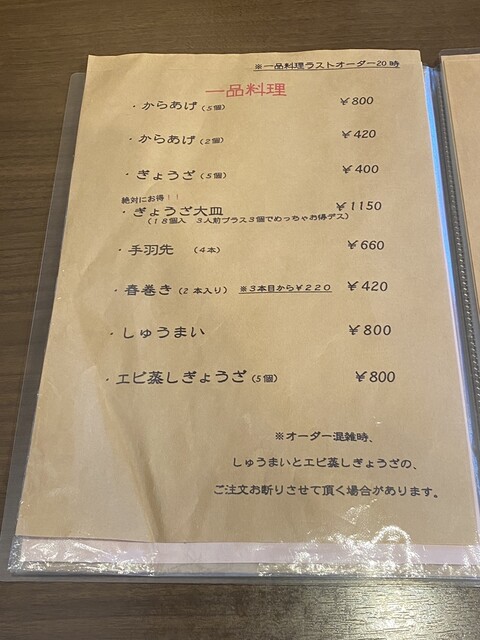 ※一品料理ラストオーダー20時
一品料理
・からあげ(5個) ￥800
・からあげ(2個) ￥420
・ぎょうざ(5個) ￥400
絶対にお得！！
・ぎょうざ大皿 ￥1150
(18個入 3人前プラス3個でめっちゃお得デス)
・手羽先 (4本) ￥660
・春巻き(2本入り) ※3本目から￥220 ￥420
・しゅうまい ￥800
・エビ蒸しぎょうざ(5個) ￥800
※オーダー混雑時、
しゅうまいとエビ蒸しぎょうざの、
ご注文お断りさせて頂く場合があります。